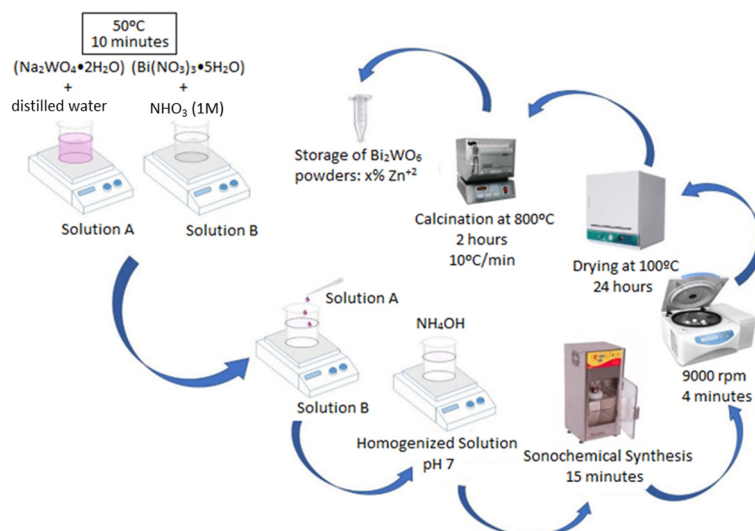 50ºC
10 minutes
(Na₂WO₄•2H₂O) (Bi(NO₃)₃•5H₂O)
+ +
distilled water NHO₃ (1M)
Solution A Solution B
Storage of Bi₂WO₆
powders: x% Zn⁺²
Calcination at 800ºC
2 hours
10ºC/min
Drying at 100ºC
24 hours
9000 rpm
4 minutes
Solution A
Solution B
NH₄OH
Homogenized Solution
pH 7
Sonochemical Synthesis
15 minutes